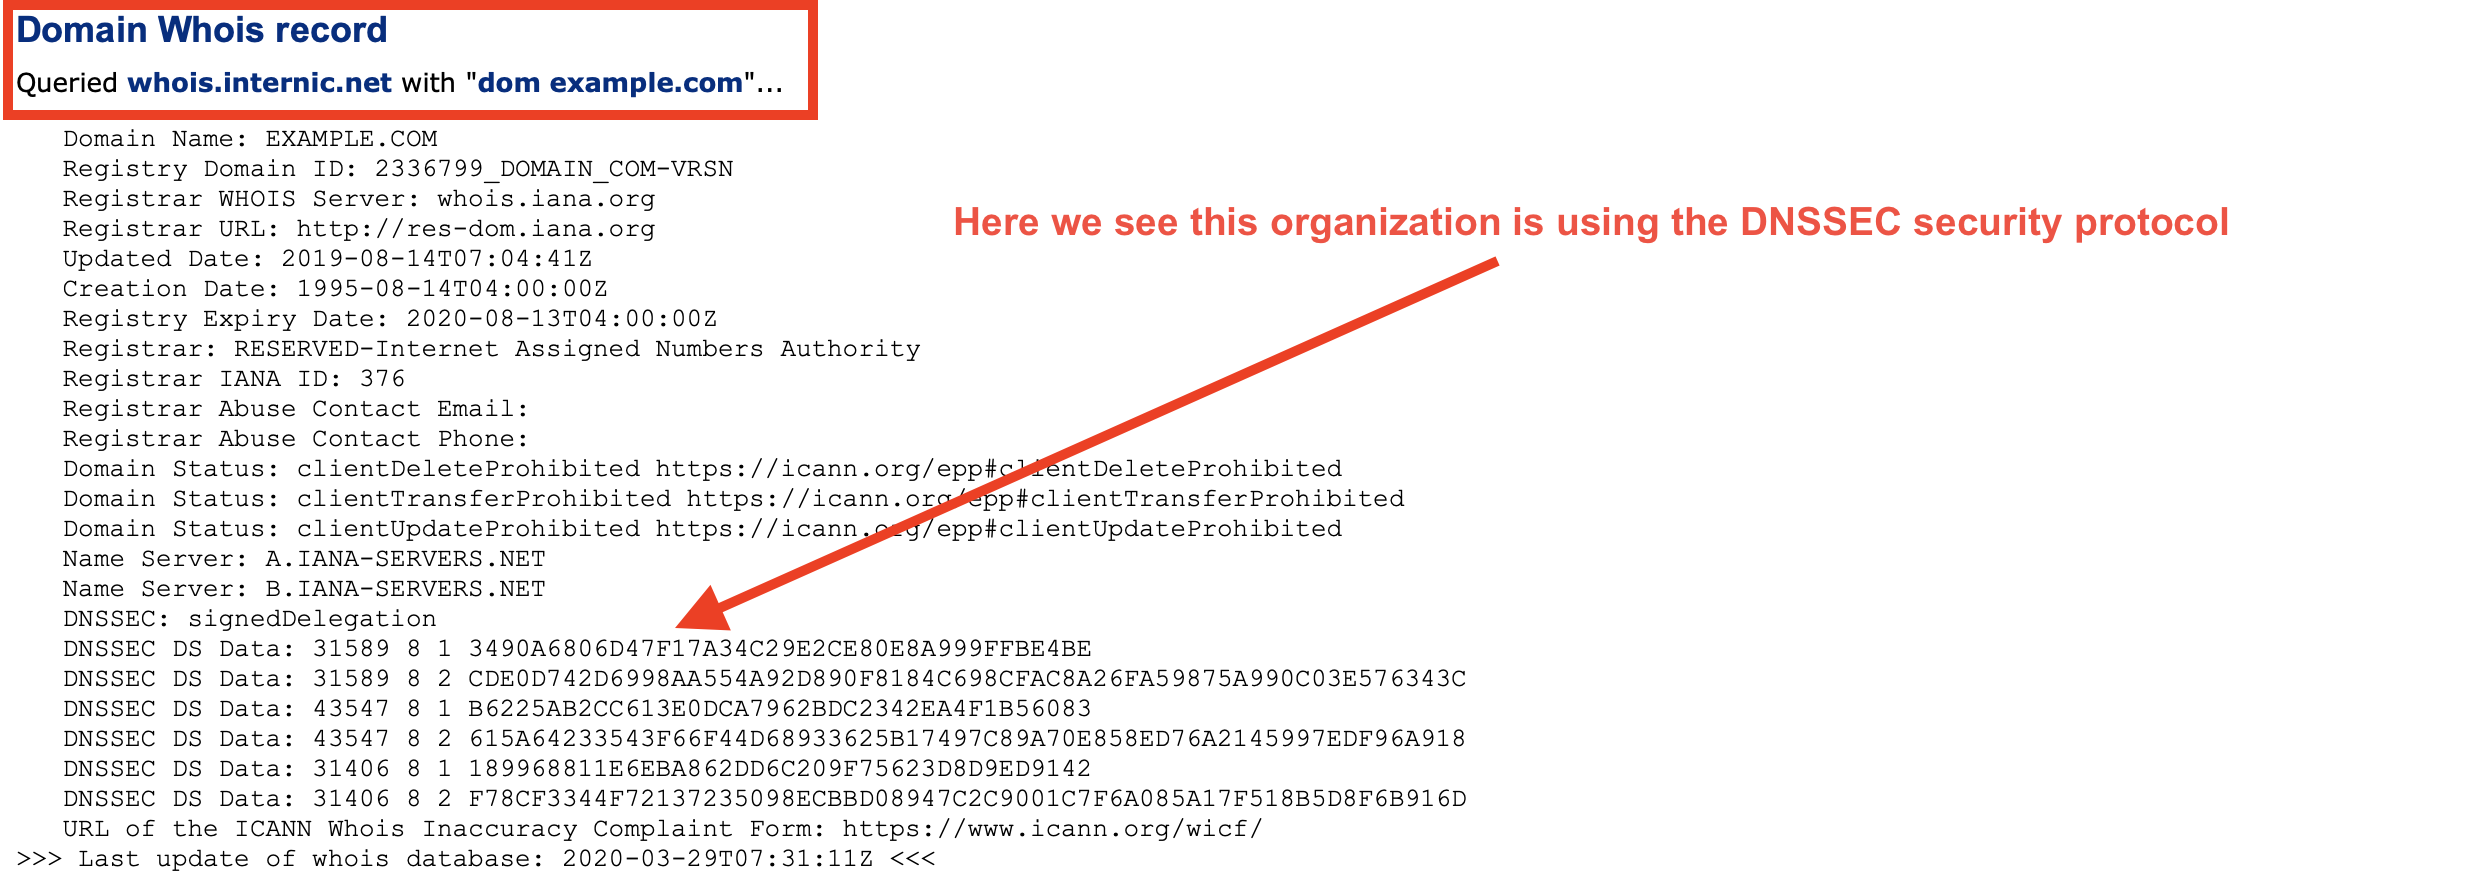 Domain Whois record
Queried whois.internic.net with "dom example.com"...
Domain Name: EXAMPLE.COM
Registry Domain ID: 2336799_DOMAIN_COM-VRSN
Registrar WHOIS Server: whois.iana.org
Here we see this organization is using the DNSSEC security protocol
Registrar URL: http://res-dom.iana.org
Updated Date: 2019-08-14T07:04:41Z
Creation Date: 1995-08-14T04:00:00Z
Registry Expiry Date: 2020-08-13T04:00:00Z
Registrar: RESERVED-Internet Assigned Numbers Authority
Registrar IANA ID: 376
Registrar Abuse Contact Email:
Registrar Abuse Contact Phone:
Domain Status: clientDeleteProhibited https://icann.org/epp#clientDeleteProhibited
Domain Status: clientTransferProhibited https://icann.org/epp#clientTransferProhibited
Domain Status: clientUpdateProhibited https://icann.org/epp#clientUpdateProhibited
Name Server: A.IANA-SERVERS.NET
Name Server: B.IANA-SERVERS.NET
DNSSEC: signedDelegation
DNSSEC DS Data: 31589 8 1 3490A6806D47F17A34C29E2CE80E8A999FFBE4BE
DNSSEC DS Data: 31589 8 2 CDE0D742D6998AA554A92D890F8184C698CFAC8A26FA59875A990C03E576343C
DNSSEC DS Data: 43547 8 1 B6225AB2CC613E0DCA7962BDC2342EA4F1B56083
DNSSEC DS Data: 43547 8 2 615A64233543F66F44D68933625B17497C89A70E858ED76A2145997EDF96A918
DNSSEC DS Data: 31406 8 1 189968811E6EBA862DD6C209F75623D8D9ED9142
DNSSEC DS Data: 31406 8 2 F78CF3344F72137235098ECBBD08947C2C9001C7F6A085A17F518B5D8F6B916D
URL of the ICANN Whois Inaccuracy Complaint Form: https://www.icann.org/wicf/
>>> Last update of whois database: 2020-03-29T07:31:11Z <<<